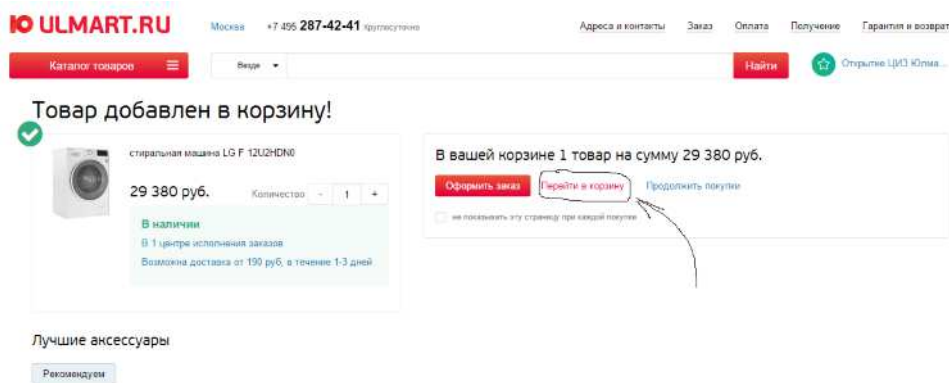 Ю ULMART.RU
Москва +7 495 287-42-41 Круглосуточно
Адреса и контакты Заказ Оплата Получение Гарантия и возврат
Каталог товаров Везде Найти Открытие ЦИЗ Юлма...
Товар добавлен в корзину!
стиральная машина LG F 12U2HDN0
29 380 руб. Количество - 1 +
В наличии
В 1 центре исполнения заказов
Возможна доставка от 190 руб, в течение 1-3 дней
В вашей корзине 1 товар на сумму 29 380 руб.
Оформить заказ Перейти в корзину Продолжить покупки
не показывать эту страницу при каждой покупке
Лучшие аксессуары
Рекомендуем